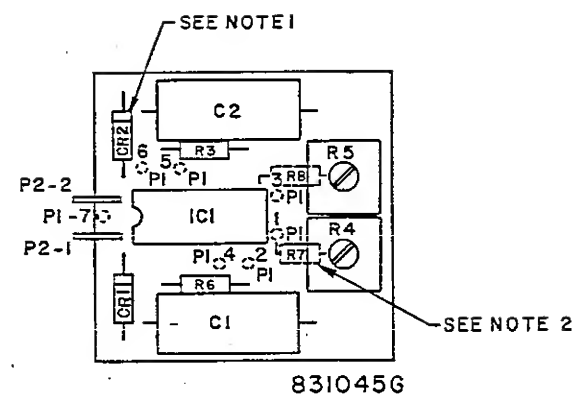 SEE NOTE 1
C2
CR2
R3
6
5
P1
P1
R5
3
R8
P1
P2-2
P1-7
IC1
P2-1
1
P1
R4
R7
P1
4
2
P1
CR1
R6
C1
SEE NOTE 2
831045G